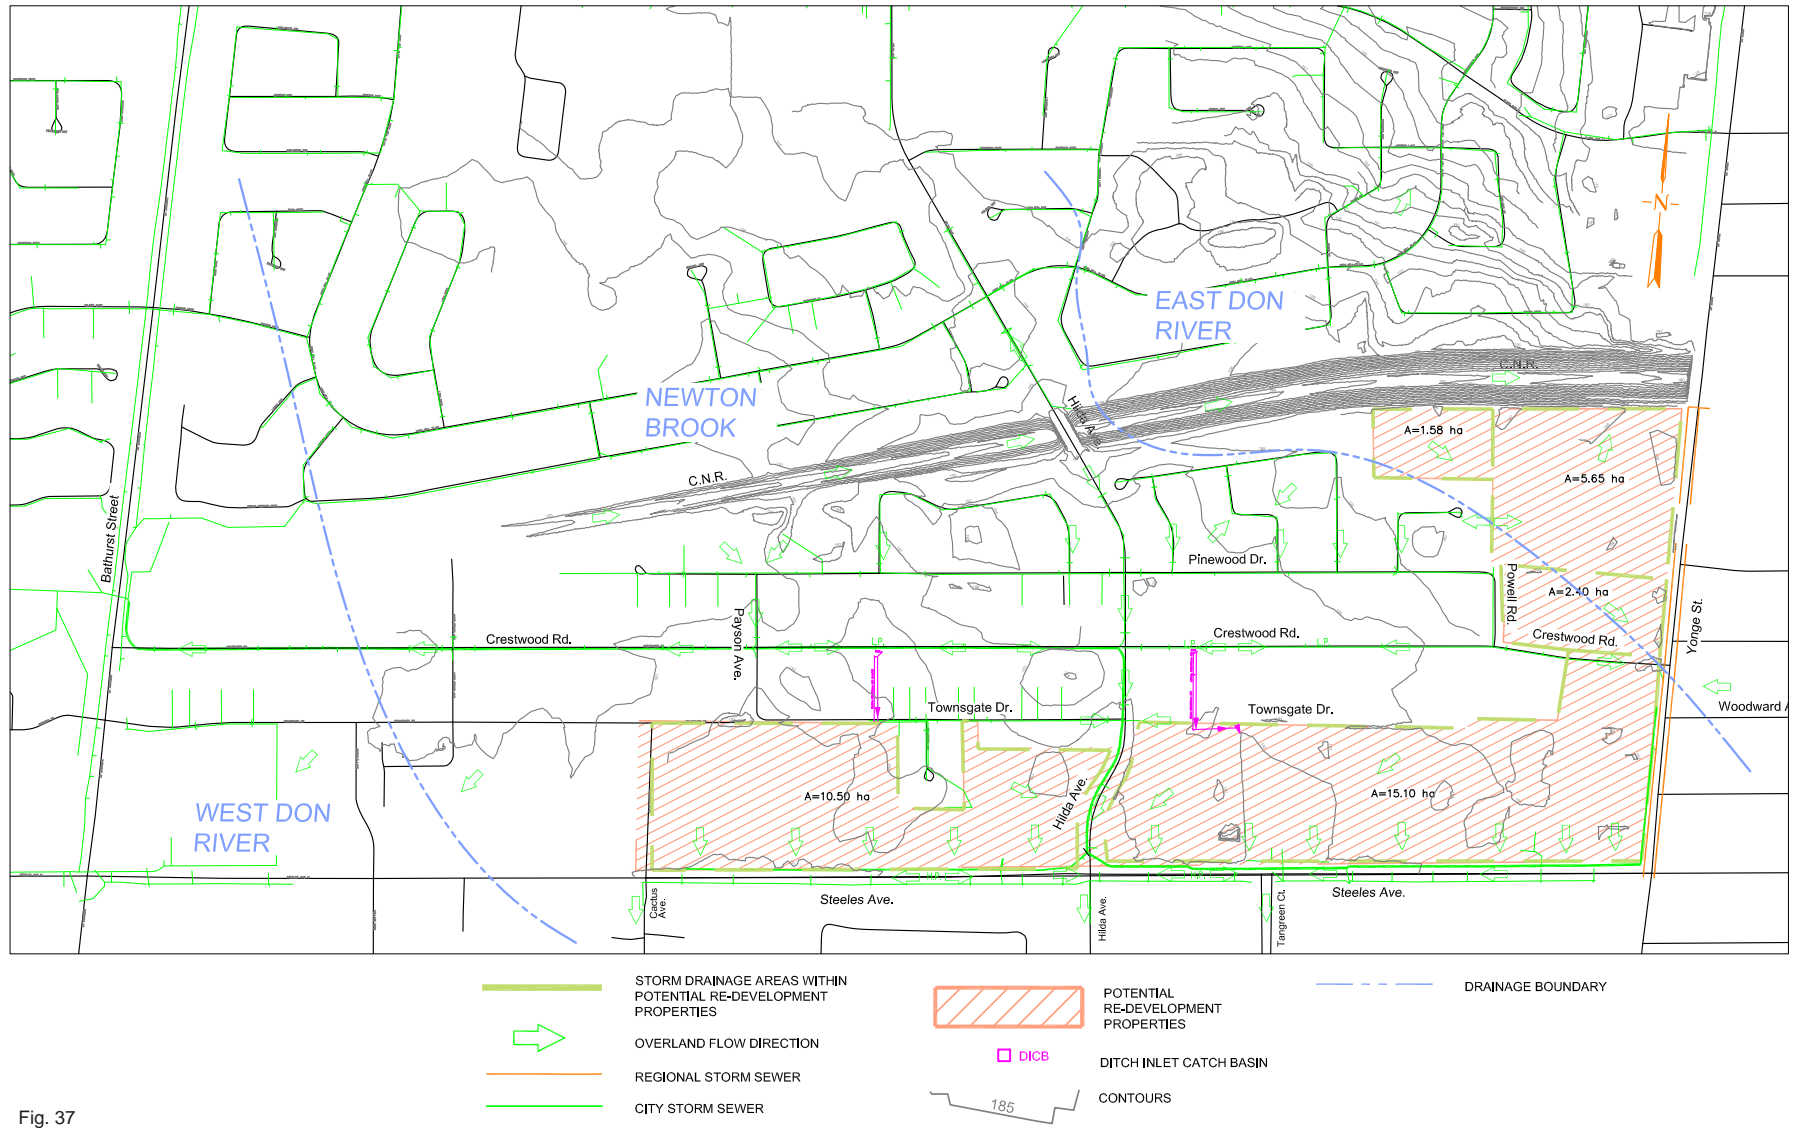 N
EAST DON
RIVER
C.N.R.
NEWTON
BROOK
Hilda Ave.
A=1.58 ha
A=5.65 ha
C.N.R.
Bathurst Street
Pinewood Dr.
Powell Rd.
A=2.40 ha
Payson Ave.
Crestwood Rd.
L.P.
L.P.
Crestwood Rd.
L.P.
Crestwood Rd.
Yonge St.
Townsgate Dr.
Townsgate Dr.
Woodward A
WEST DON
RIVER
A=10.50 ha
Hilda Ave.
A=15.10 ha
H.P.
H.P.
Cactus
Ave.
Steeles Ave.
Hilda Ave.
Tangreen Ct.
Steeles Ave.
STORM DRAINAGE AREAS WITHIN
POTENTIAL RE-DEVELOPMENT
PROPERTIES
OVERLAND FLOW DIRECTION
REGIONAL STORM SEWER
CITY STORM SEWER
POTENTIAL
RE-DEVELOPMENT
PROPERTIES
DICB
DITCH INLET CATCH BASIN
185
CONTOURS
DRAINAGE BOUNDARY
Fig. 37